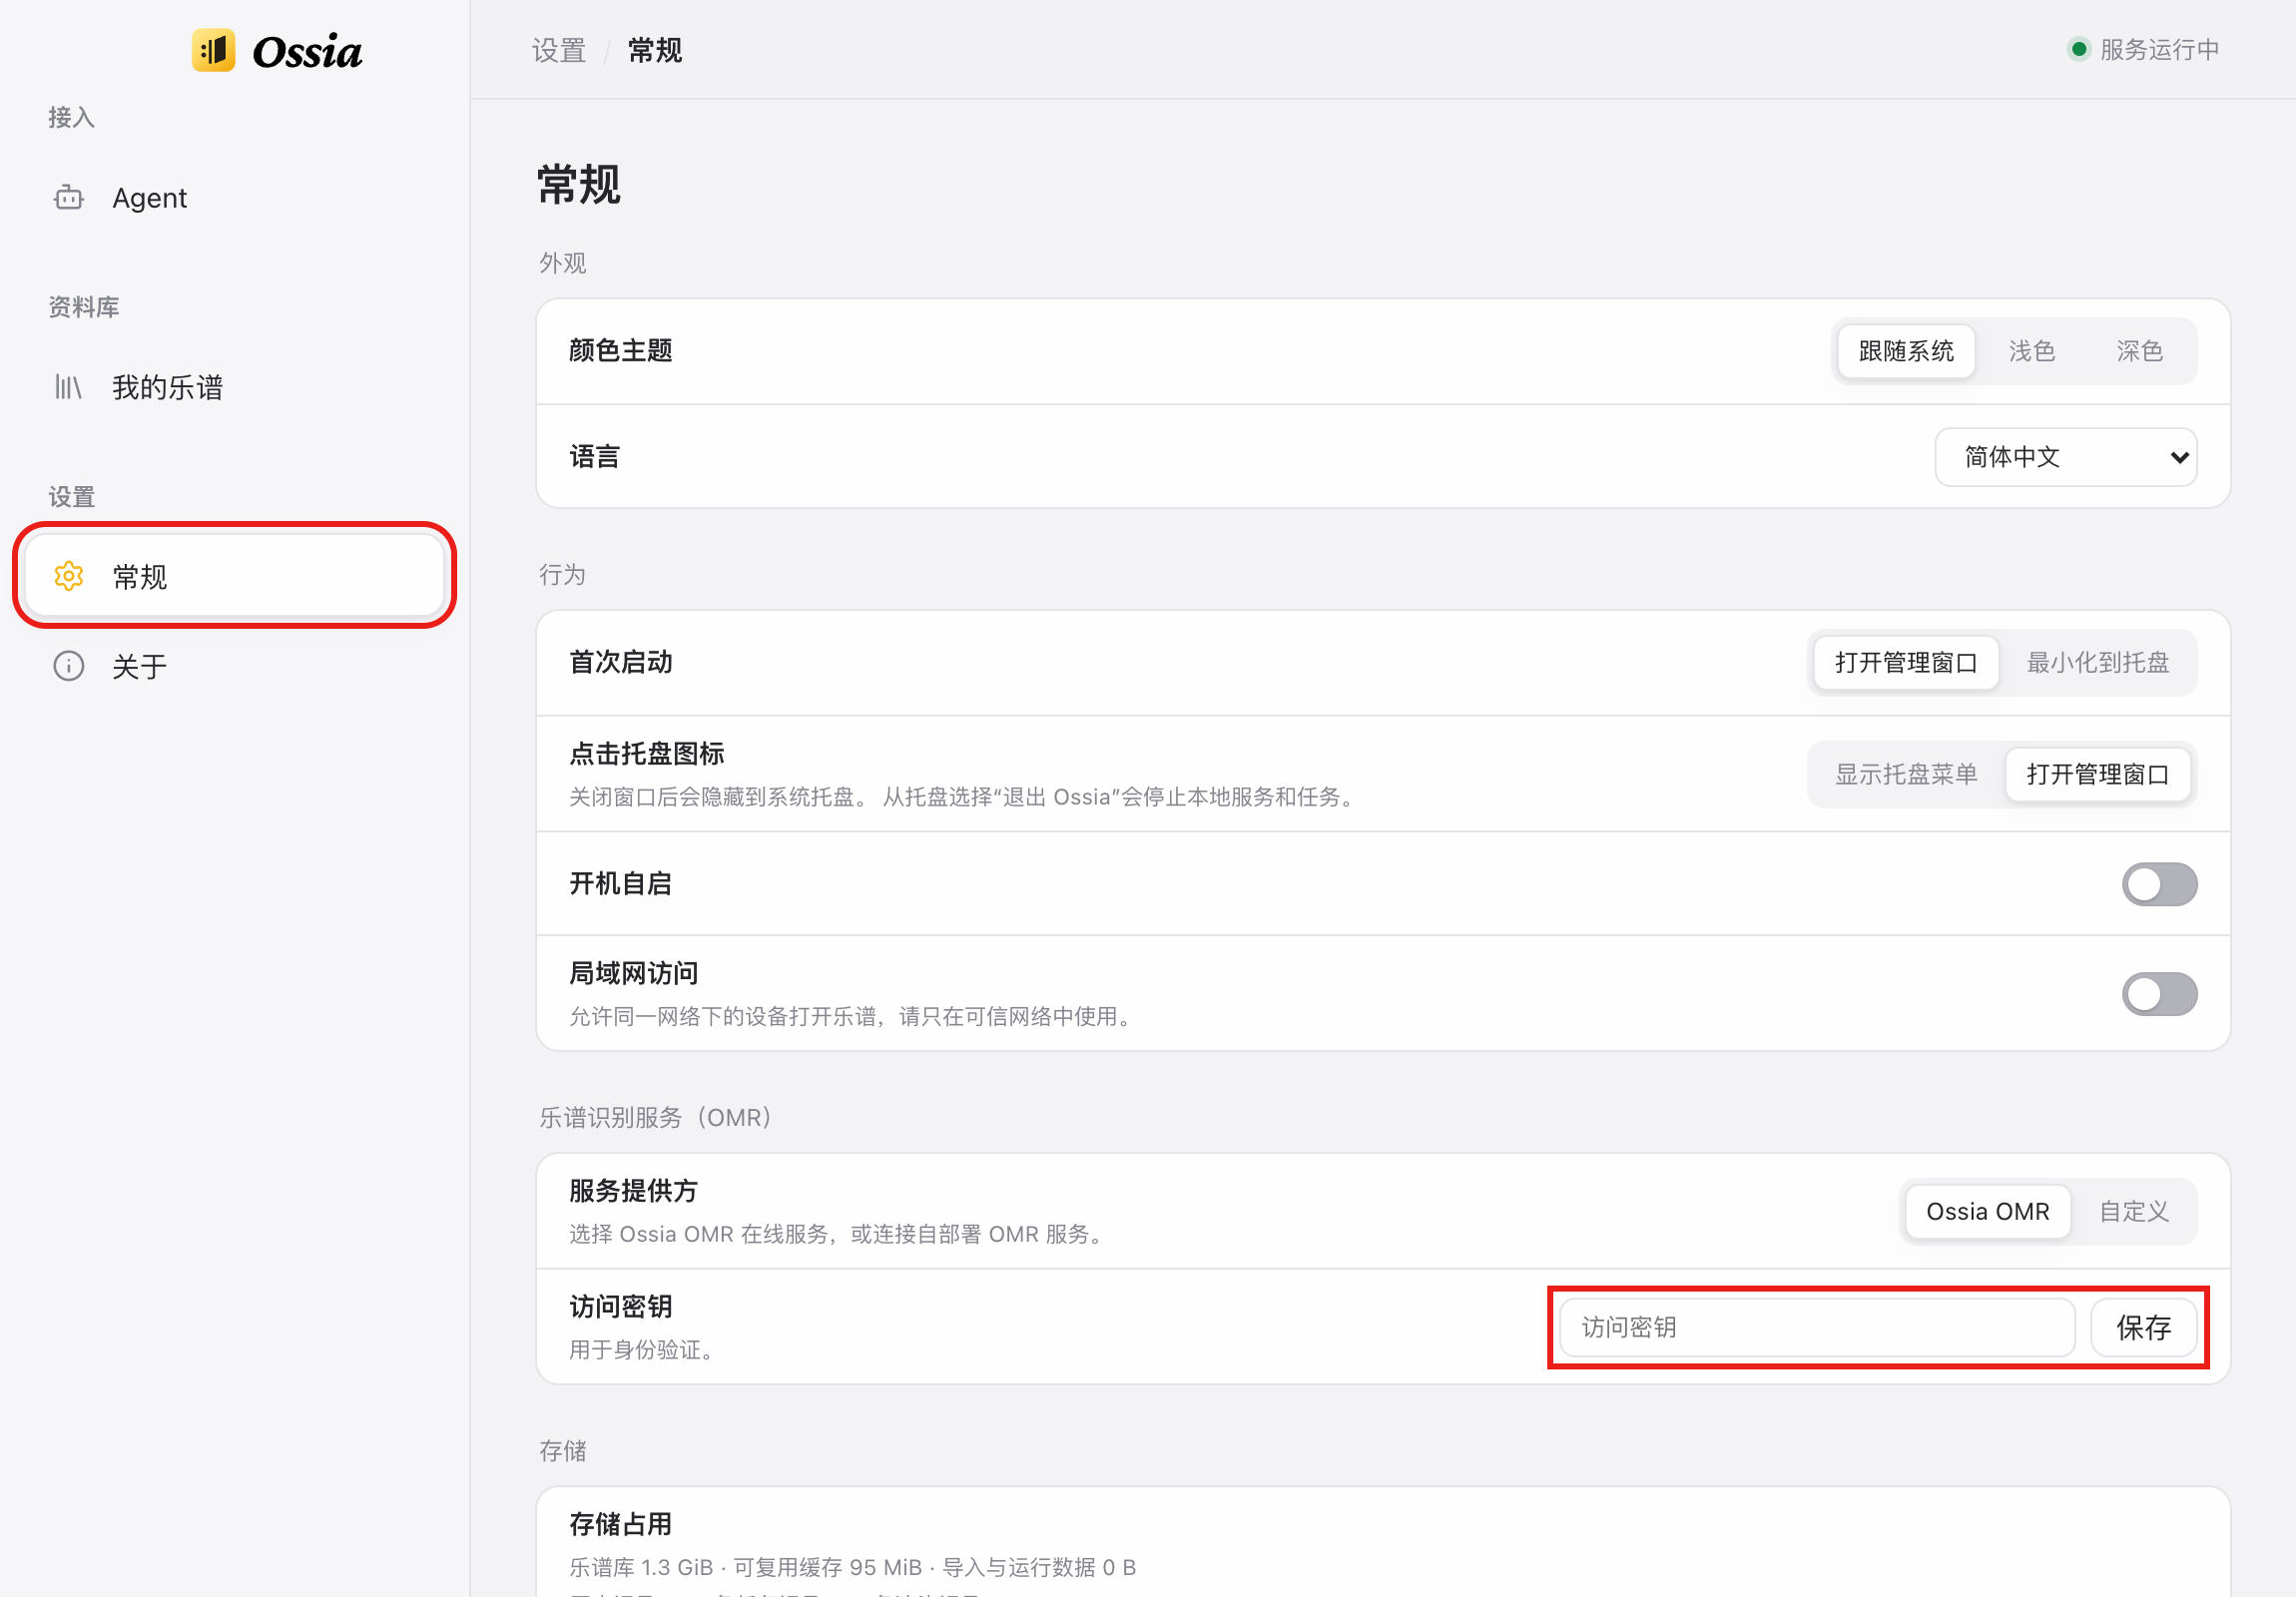 Ossia
接入
Agent
资料库
我的乐谱
设置
常规
关于
设置 / 常规
服务运行中
常规
外观
颜色主题
跟随系统 浅色 深色
语言
简体中文
行为
首次启动
打开管理窗口 最小化到托盘
点击托盘图标
关闭窗口后会隐藏到系统托盘。 从托盘选择“退出 Ossia”会停止本地服务和任务。
显示托盘菜单 打开管理窗口
开机自启
局域网访问
允许同一网络下的设备打开乐谱，请只在可信网络中使用。
乐谱识别服务（OMR）
服务提供方
选择 Ossia OMR 在线服务，或连接自部署 OMR 服务。
Ossia OMR 自定义
访问密钥
用于身份验证。
访问密钥 保存
存储
存储占用
乐谱库 1.3 GiB · 可复用缓存 95 MiB · 导入与运行数据 0 B